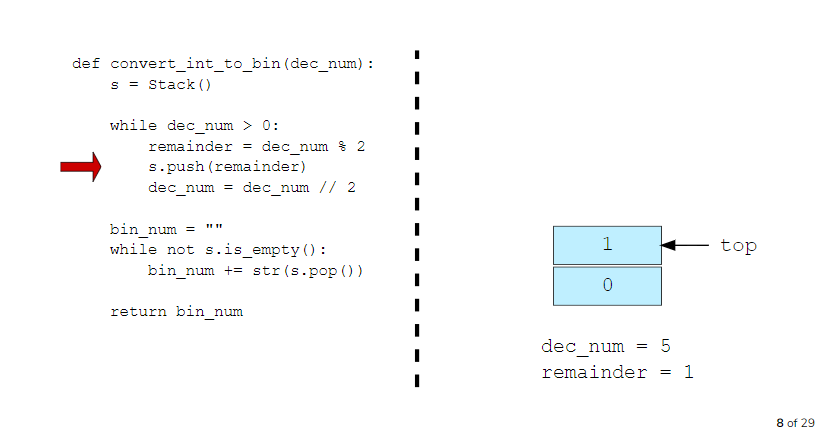 def convert_int_to_bin(dec_num):
    s = Stack()

    while dec_num > 0:
        remainder = dec_num % 2
        s.push(remainder)
        dec_num = dec_num // 2

    bin_num = ""
    while not s.is_empty():
        bin_num += str(s.pop())

    return bin_num
1
top
0
dec_num = 5
remainder = 1
8 of 29